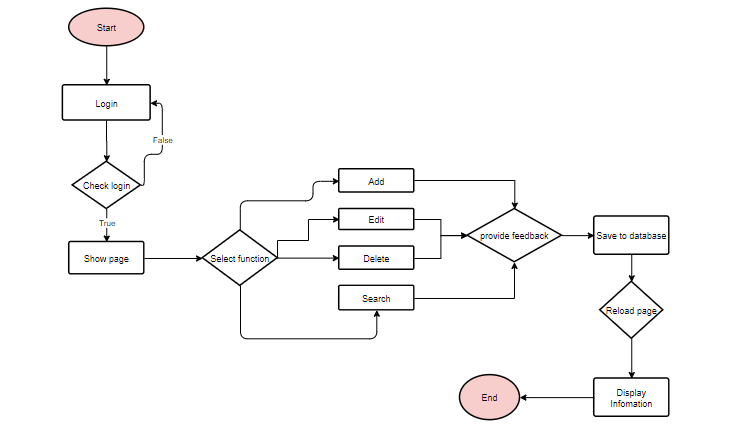 Start
Login
False
Check login
True
Show page
Select function
Add
Edit
Delete
Search
provide feedback
Save to database
Reload page
Display
Infomation
End